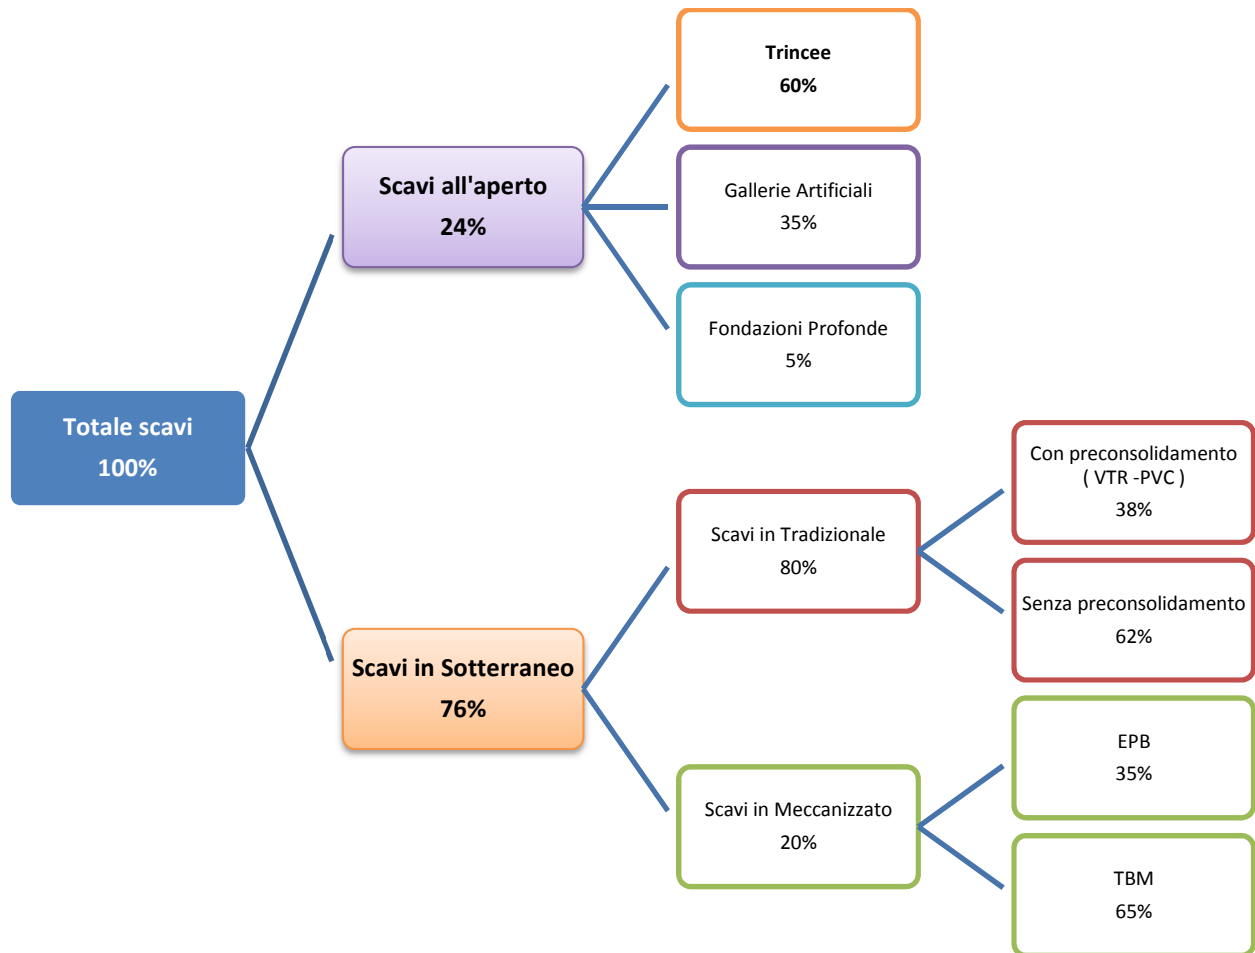 Totale scavi
100%
Scavi all'aperto
24%
Trincee
60%
Gallerie Artificiali
35%
Fondazioni Profonde
5%
Scavi in Sotterraneo
76%
Scavi in Tradizionale
80%
Con preconsolidamento
( VTR -PVC )
38%
Senza preconsolidamento
62%
Scavi in Meccanizzato
20%
EPB
35%
TBM
65%